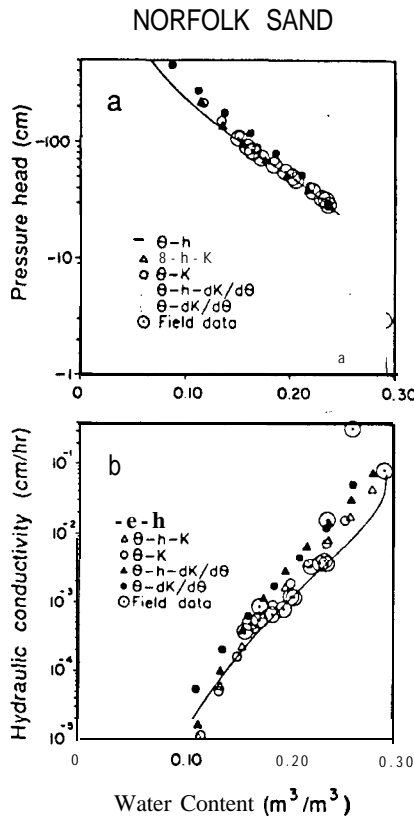 NORFOLK SAND
a
Pressure head (cm)
-100
-10
-1
θ-h
8-h-K
θ-K
θ-h-dK/dθ
θ-dK/dθ
Field data
a
0
0.10
0.20
0.30
b
Hydraulic conductivity (cm/hr)
10⁻¹
10⁻²
10⁻³
10⁻⁴
10⁻⁵
-e-h
θ-h-K
θ-K
θ-h-dK/dθ
θ-dK/dθ
Field data
0
0.10
0.20
0.30
Water Content (m³/m³)